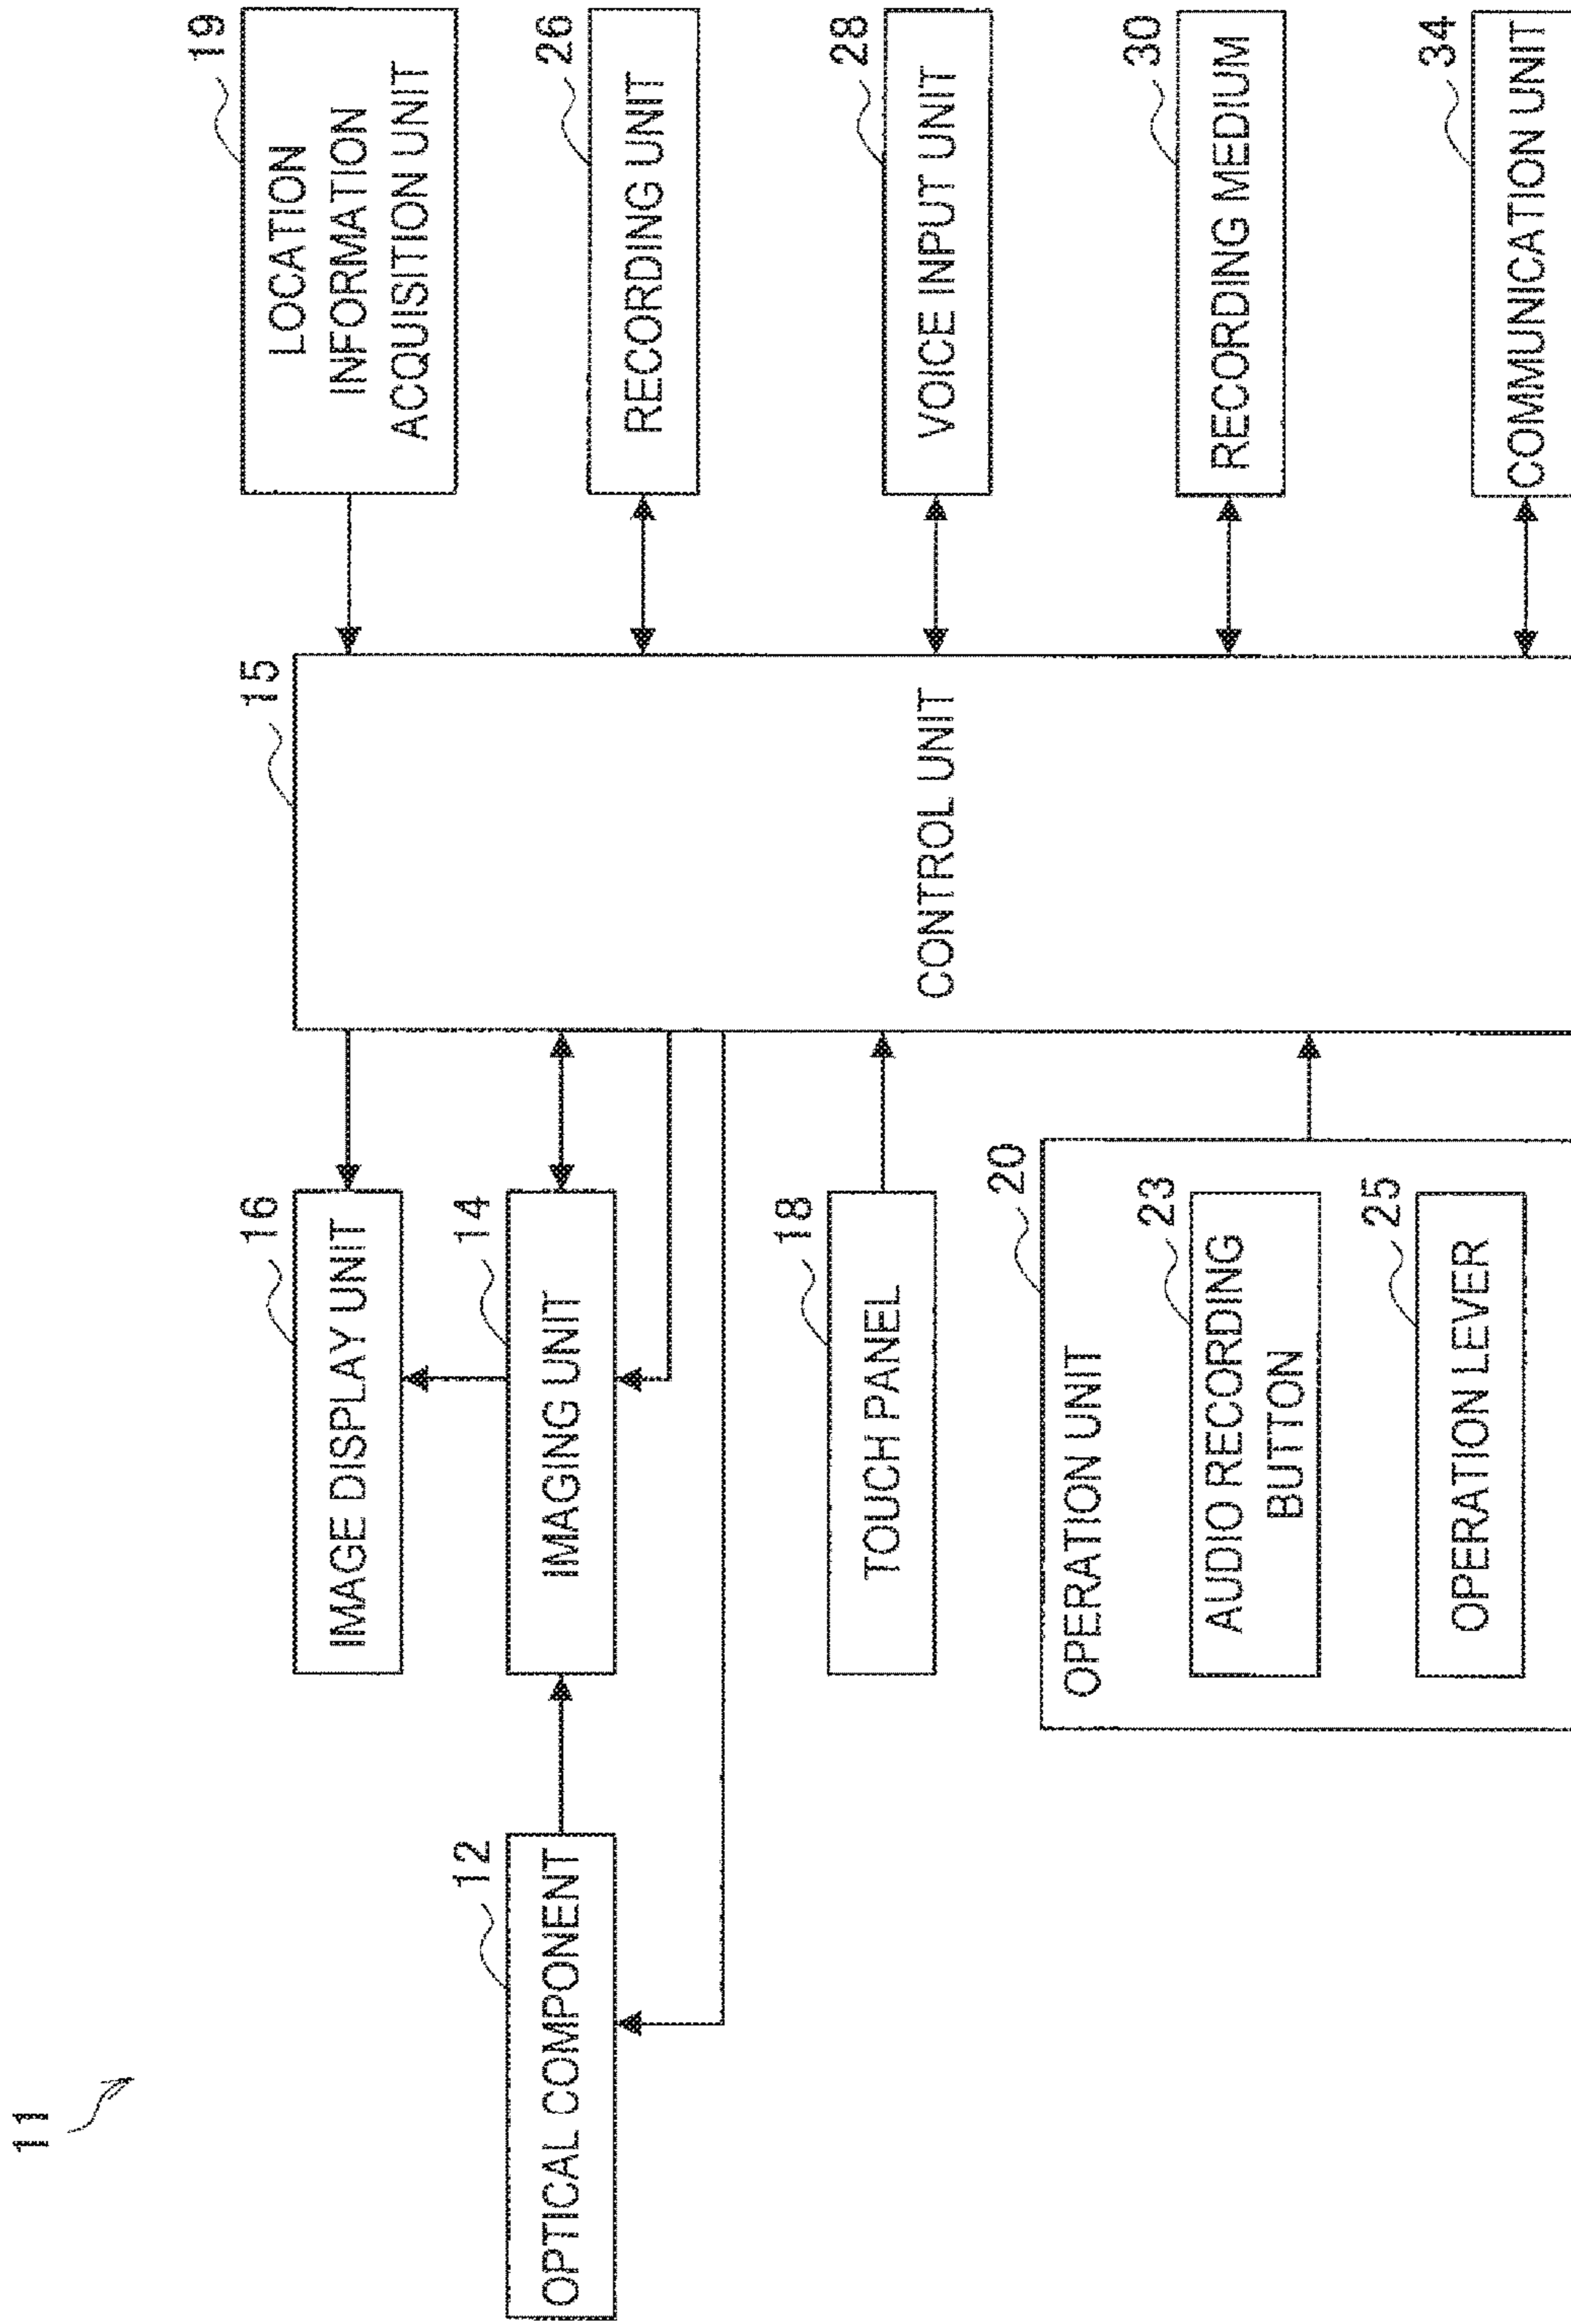 11
12
OPTICAL COMPONENT
16
IMAGE DISPLAY UNIT
14
IMAGING UNIT
18
TOUCH PANEL
20
OPERATION UNIT
23
AUDIO RECORDING
BUTTON
25
OPERATION LEVER
15
CONTROL UNIT
19
LOCATION
INFORMATION
ACQUISITION UNIT
26
RECORDING UNIT
28
VOICE INPUT UNIT
30
RECORDING MEDIUM
34
COMMUNICATION UNIT